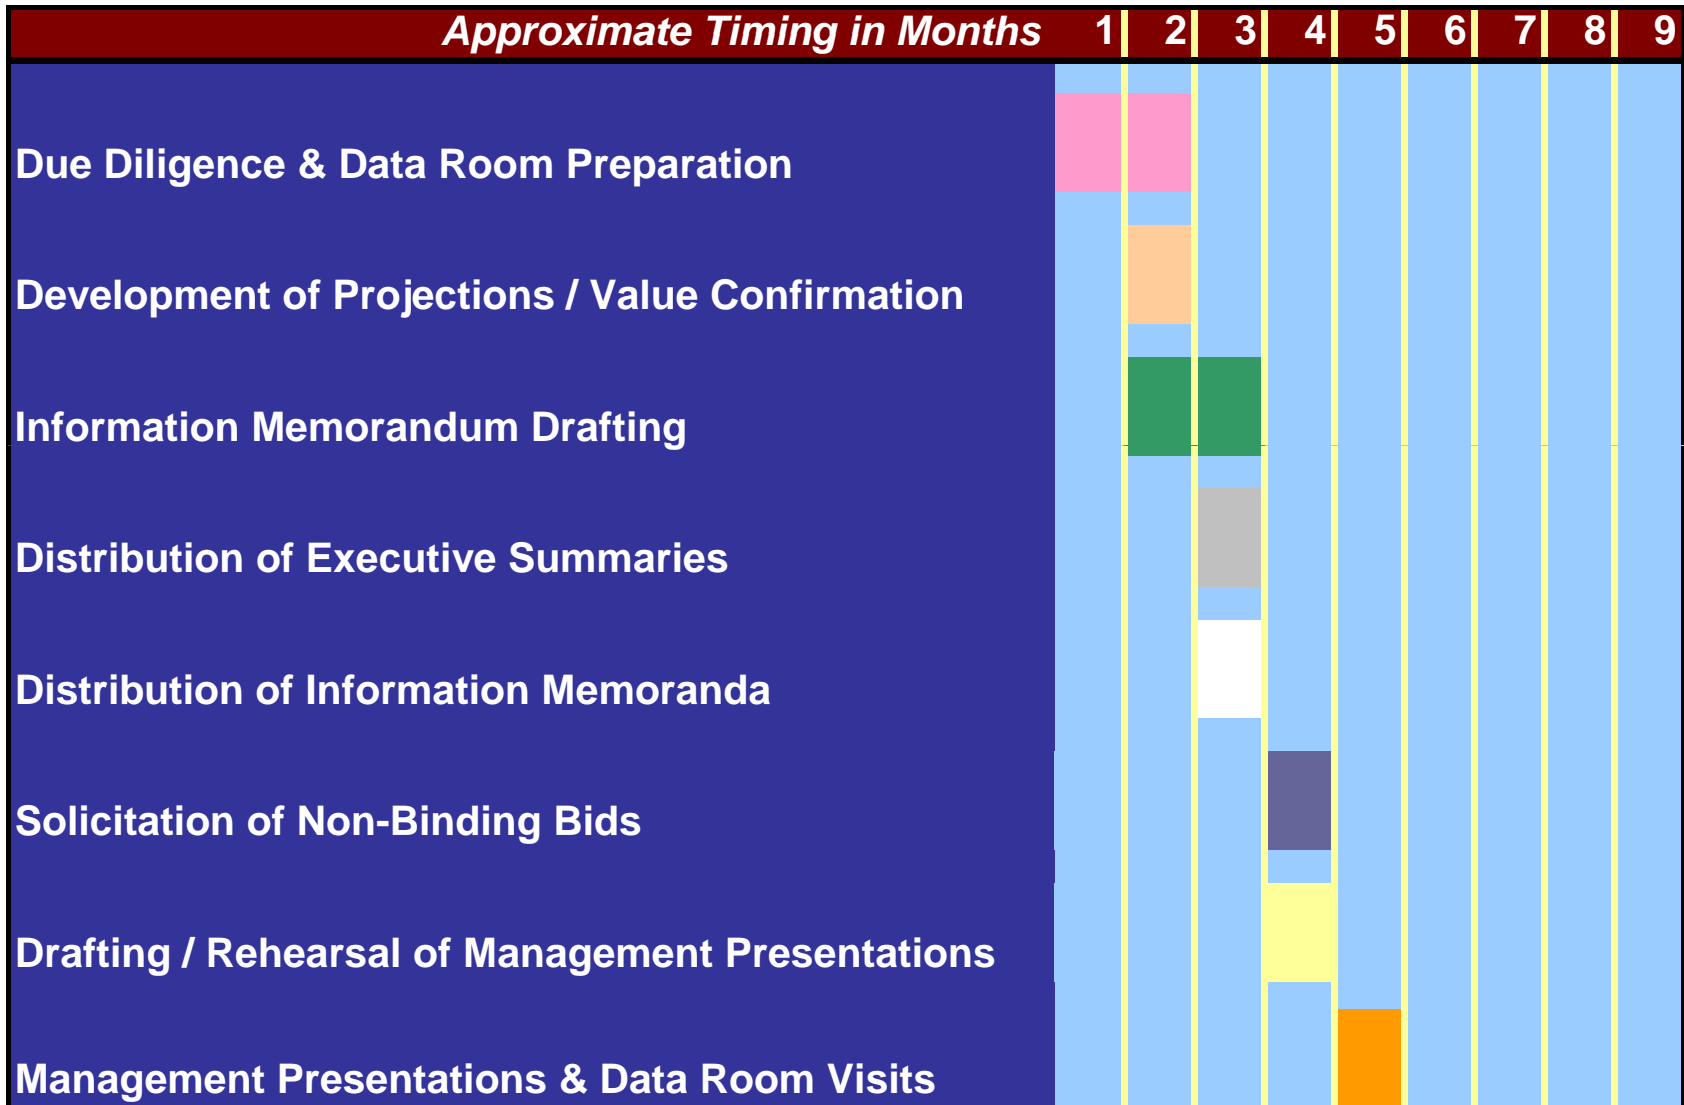 Approximate Timing in Months 1 2 3 4 5 6 7 8 9
Due Diligence & Data Room Preparation
Development of Projections / Value Confirmation
Information Memorandum Drafting
Distribution of Executive Summaries
Distribution of Information Memoranda
Solicitation of Non-Binding Bids
Drafting / Rehearsal of Management Presentations
Management Presentations & Data Room Visits